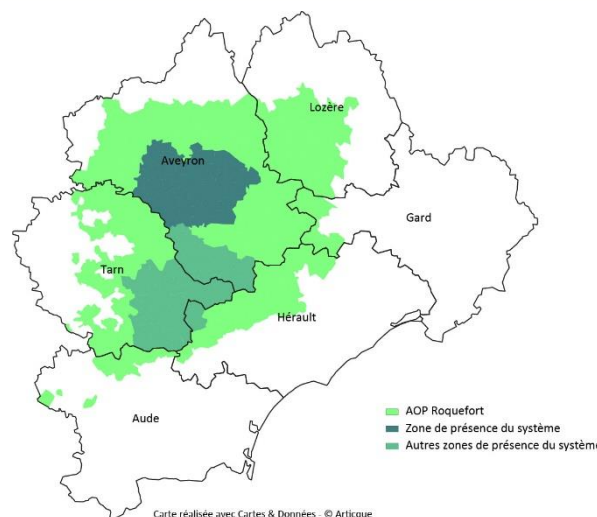 Lozère
Aveyron
Gard
Tarn
Hérault
Aude
AOP Roquefort
Zone de présence du système
Autres zones de présence du système
Carte réalisée avec Cartes & Données - © Articque